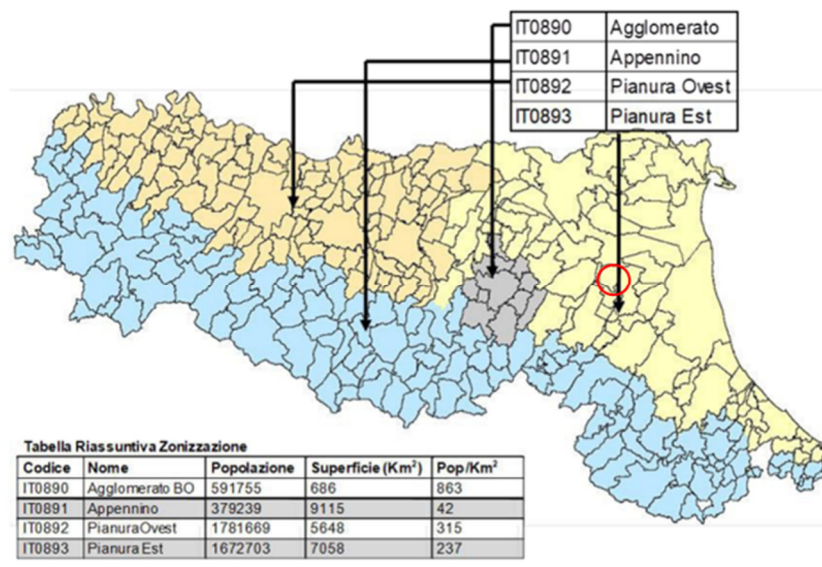 IT0890 Agglomerato
IT0891 Appennino
IT0892 Pianura Ovest
IT0893 Pianura Est
Tabella Riassuntiva Zonizzazione
Codice Nome Popolazione Superficie (Km²) Pop/Km²
IT0890 Agglomerato BO 591755 686 863
IT0891 Appennino 379239 9115 42
IT0892 PianuraOvest 1781669 5648 315
IT0893 Pianura Est 1672703 7058 237